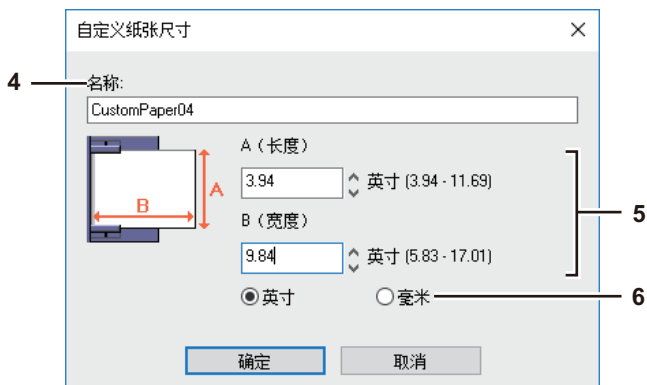 自定义纸张尺寸
4
名称:
CustomPaper04
A（长度）
3.94 英寸 (3.94 - 11.69)
A
B
B（宽度）
5
9.84 英寸 (5.83 - 17.01)
英寸 毫米 6
确定 取消